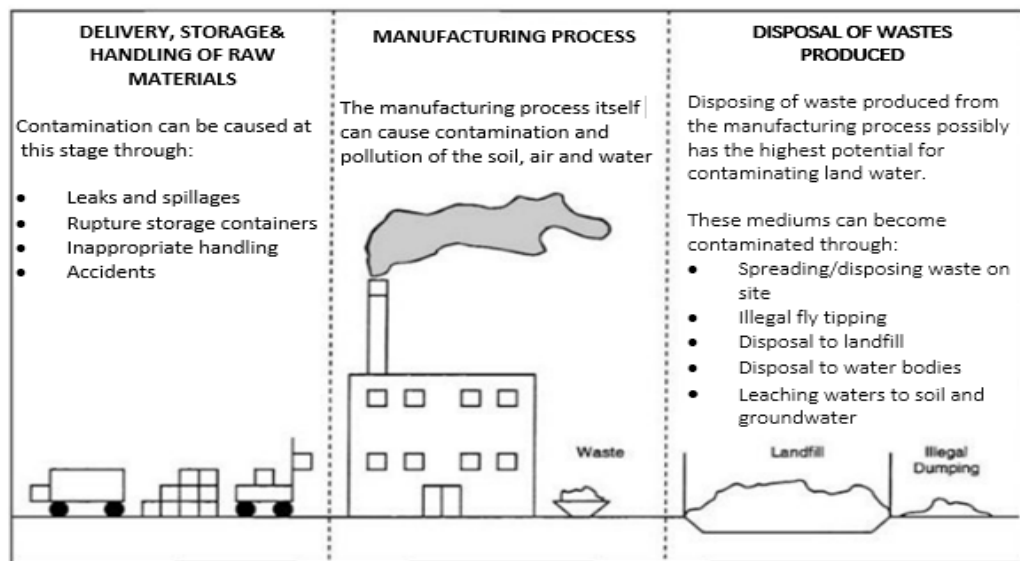 DELIVERY, STORAGE&
HANDLING OF RAW
MATERIALS
Contamination can be caused at
this stage through:
• Leaks and spillages
• Rupture storage containers
• Inappropriate handling
• Accidents
MANUFACTURING PROCESS
The manufacturing process itself
can cause contamination and
pollution of the soil, air and water
Waste
DISPOSAL OF WASTES
PRODUCED
Disposing of waste produced from
the manufacturing process possibly
has the highest potential for
contaminating land water.
These mediums can become
contaminated through:
• Spreading/disposing waste on
site
• Illegal fly tipping
• Disposal to landfill
• Disposal to water bodies
• Leaching waters to soil and
groundwater
Landfill
Illegal
Dumping